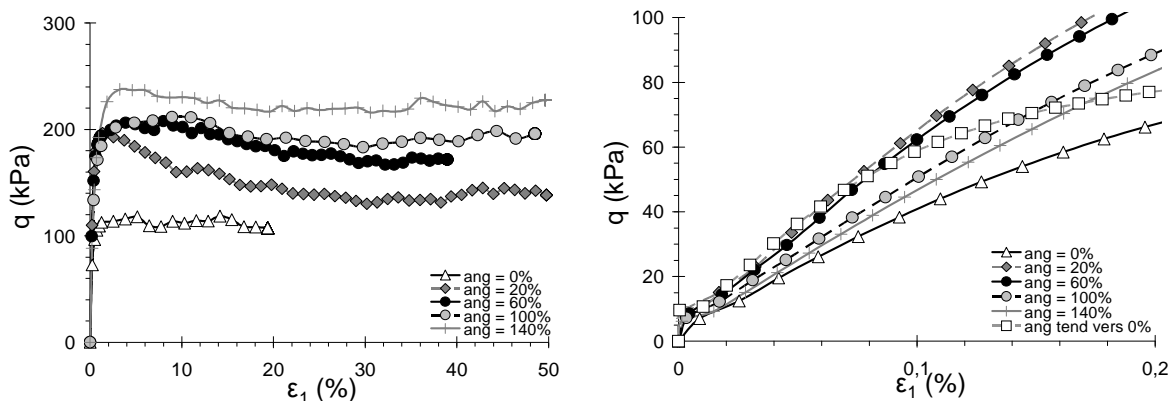 300
200
100
0
q (kPa)
0
10
20
30
40
50
ε1 (%)
ang = 0%
ang = 20%
ang = 60%
ang = 100%
ang = 140%
100
80
60
40
20
0
q (kPa)
0
0,1
0,2
ε1 (%)
ang = 0%
ang = 20%
ang = 60%
ang = 100%
ang = 140%
ang tend vers 0%